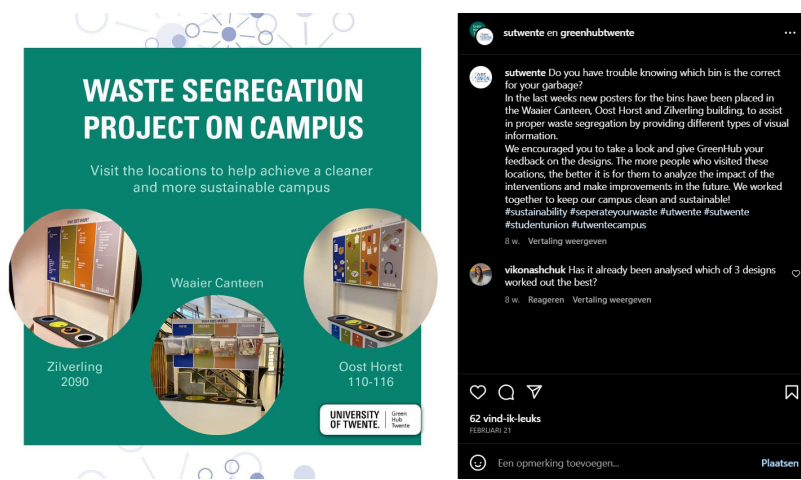 WASTE SEGREGATION
PROJECT ON CAMPUS
Visit the locations to help achieve a cleaner
and more sustainable campus
Waaier Canteen
Zilverling
2090
Oost Horst
110-116
UNIVERSITY
OF TWENTE.
Green
Hub
Twente
sutwente en greenhubtwente
sutwente Do you have trouble knowing which bin is the correct
for your garbage?
In the last weeks new posters for the bins have been placed in
the Waaier Canteen, Oost Horst and Zilverling building, to assist
in proper waste segregation by providing different types of visual
information.
We encouraged you to take a look and give GreenHub your
feedback on the designs. The more people who visited these
locations, the better it is for them to analyze the impact of the
interventions and make improvements in the future. We worked
together to keep our campus clean and sustainable!
#sustainability #seperateyourwaste #utwente #sutwente
#studentunion #utwentecampus
8 w. Vertaling weergeven
vikonashchuk Has it already been analysed which of 3 designs
worked out the best?
8 w. Reageren Vertaling weergeven
62 vind-ik-leuks
FEBRUARI 21
Een opmerking toevoegen...
Plaatsen